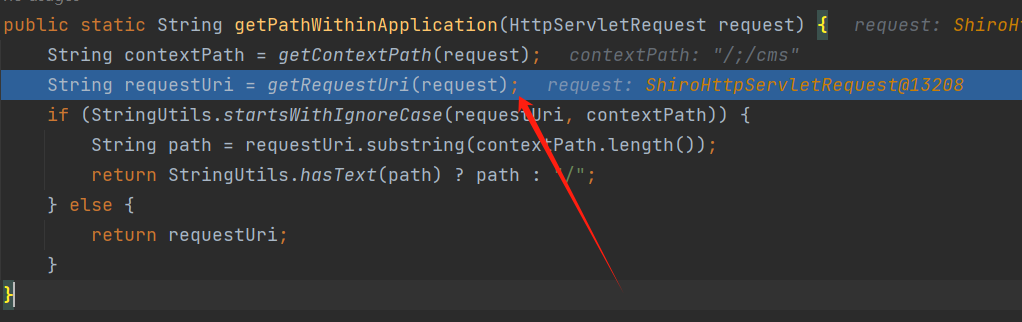 public static String getPathWithinApplication(HttpServletRequest request) { request: ShiroHt
String contextPath = getContextPath(request); contextPath: "/;/cms"
String requestUri = getRequestUri(request); request: ShiroHttpServletRequest@13208
if (StringUtils.startsWithIgnoreCase(requestUri, contextPath)) {
String path = requestUri.substring(contextPath.length());
return StringUtils.hasText(path) ? path : "/";
} else {
return requestUri;
}
}